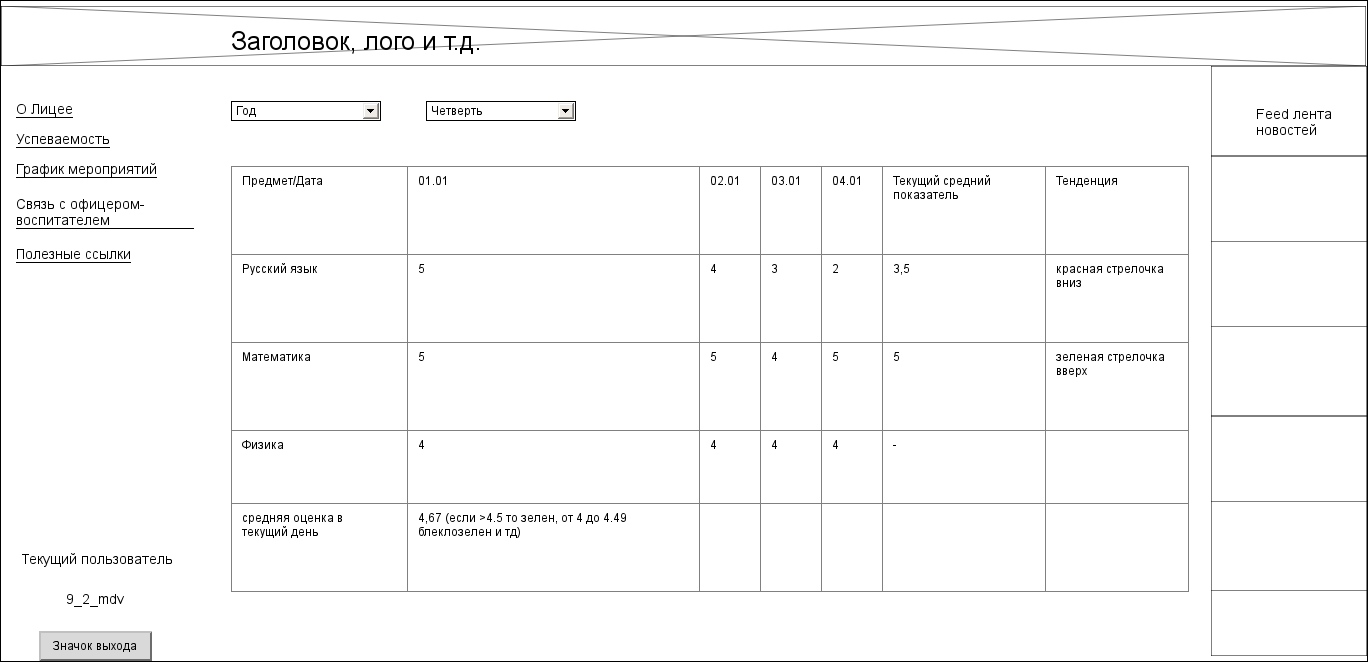 Заголовок, лого и т.д.
О Лицее
Успеваемость
График мероприятий
Связь с офицером-
воспитателем
Полезные ссылки
Текущий пользователь
9_2_mdv
Значок выхода
Год
Четверть
Предмет/Дата
01.01
02.01
03.01
04.01
Текущий средний
показатель
Тенденция
Русский язык
5
4
3
2
3,5
красная стрелочка
вниз
Математика
5
5
4
5
5
зеленая стрелочка
вверх
Физика
4
4
4
4
-
средняя оценка в
текущий день
4,67 (если >4.5 то зелен, от 4 до 4.49
блеклозелен и тд)
Feed лента
новостей